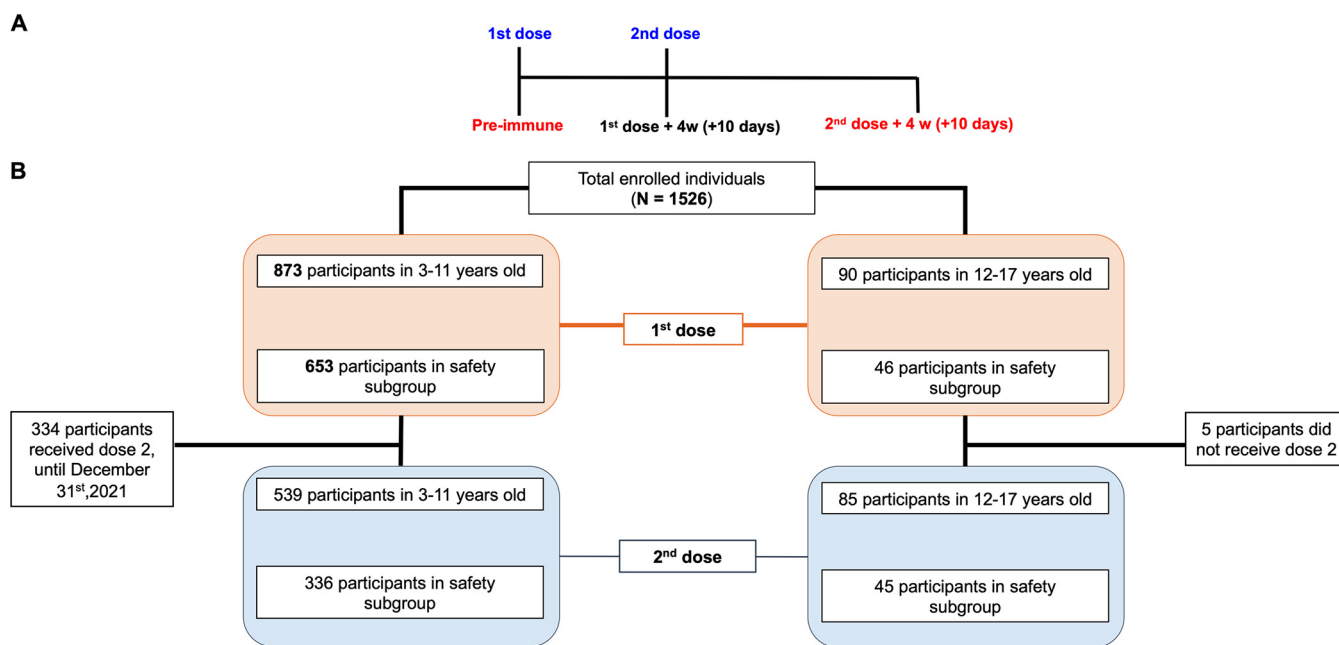 A
1st dose
2nd dose
Pre-immune
1st dose + 4w (+10 days)
2nd dose + 4 w (+10 days)
B
Total enrolled individuals
(N = 1526)
873 participants in 3-11 years old
90 participants in 12-17 years old
1st dose
653 participants in safety
subgroup
46 participants in safety
subgroup
334 participants
received dose 2,
until December
31st,2021
5 participants did
not receive dose 2
539 participants in 3-11 years old
85 participants in 12-17 years old
2nd dose
336 participants in safety
subgroup
45 participants in safety
subgroup